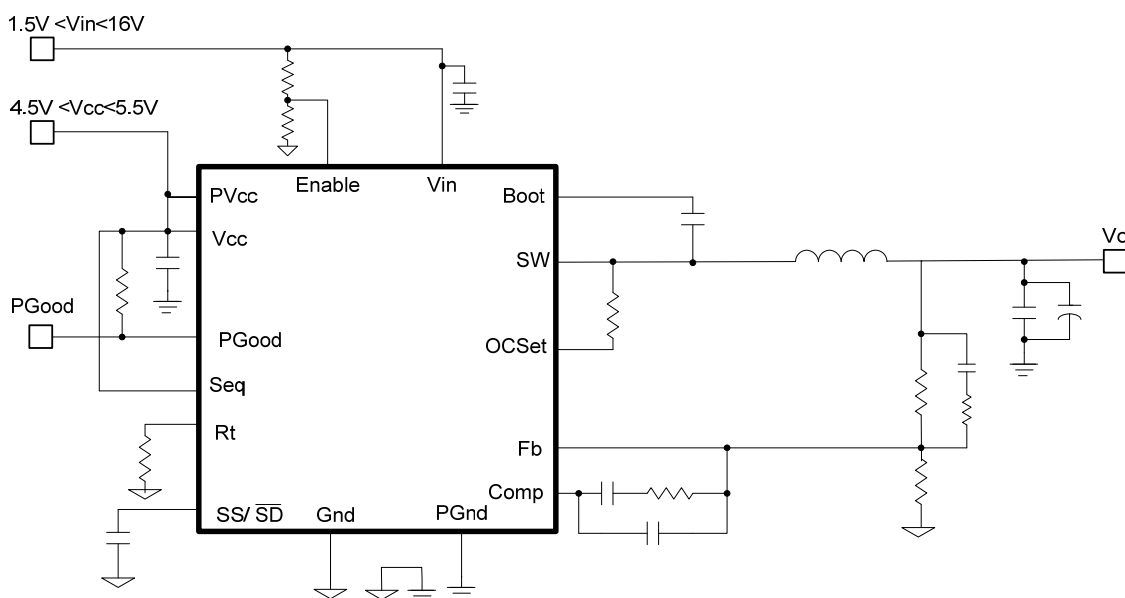 1.5V <Vin<16V
4.5V <Vcc<5.5V
Enable
Vin
PVcc
Boot
Vcc
SW
Vo
PGood
PGood
OCSet
Seq
Rt
Fb
Comp
SS/ SD
Gnd
PGnd